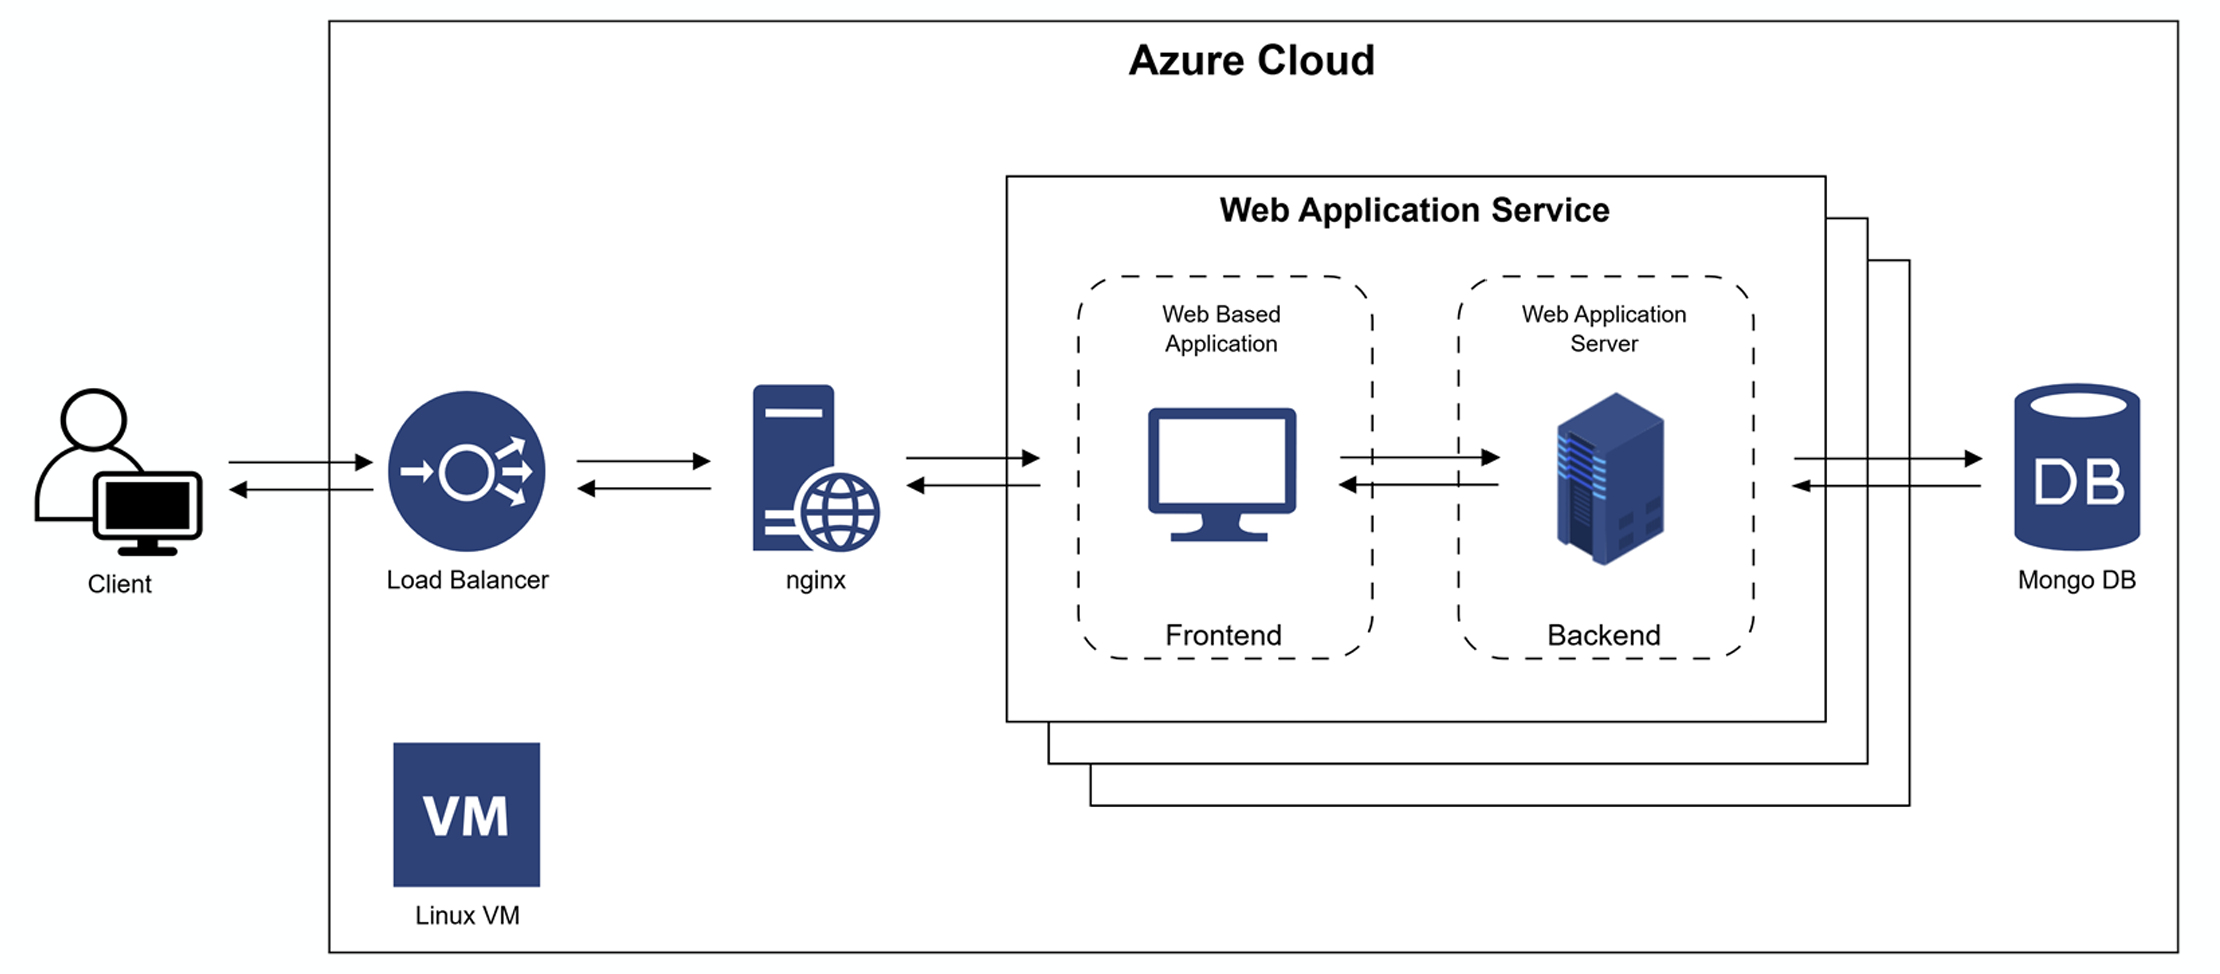 Azure Cloud
Web Application Service
Web Based
Application
Web Application
Server
DB
Client
Load Balancer
nginx
Frontend
Backend
Mongo DB
VM
Linux VM